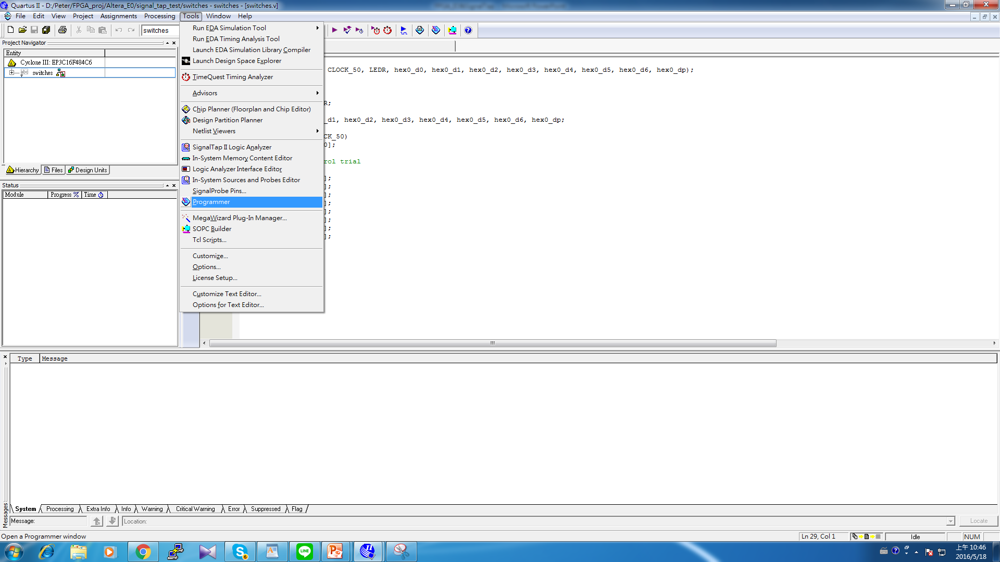 Quartus II - D:/Peter/FPGA_proj/Altera_E0/signal_tap_test/switches - switches - [switches.v]
File Edit View Project Assignments Processing Tools Window Help
switches
Project Navigator
Entity
Cyclone III: EP3C16F484C6
switches
Hierarchy Files Design Units
Status
Module Progress % Time
Run EDA Simulation Tool
Run EDA Timing Analysis Tool
Launch EDA Simulation Library Compiler
Launch Design Space Explorer
TimeQuest Timing Analyzer
Advisors
Chip Planner (Floorplan and Chip Editor)
Design Partition Planner
Netlist Viewers
SignalTap II Logic Analyzer
In-System Memory Content Editor
Logic Analyzer Interface Editor
In-System Sources and Probes Editor
SignalProbe Pins...
Programmer
MegaWizard Plug-In Manager...
SOPC Builder
Tcl Scripts...
Customize...
Options...
License Setup...
Customize Text Editor...
Options for Text Editor...
CLOCK_50, LEDR, hex0_d0, hex0_d1, hex0_d2, hex0_d3, hex0_d4, hex0_d5, hex0_d6, hex0_dp);
R;
_d1, hex0_d2, hex0_d3, hex0_d4, hex0_d5, hex0_d6, hex0_dp;
CK_50)
0];
rol trial
];
];
];
];
];
];
];
];
Type Message
System Processing Extra Info Info Warning Critical Warning Error Suppressed Flag
Messages
Message: Location: Locate
Open a Programmer window Ln 29, Col 1 Idle NUM
上午 10:46
2016/5/18